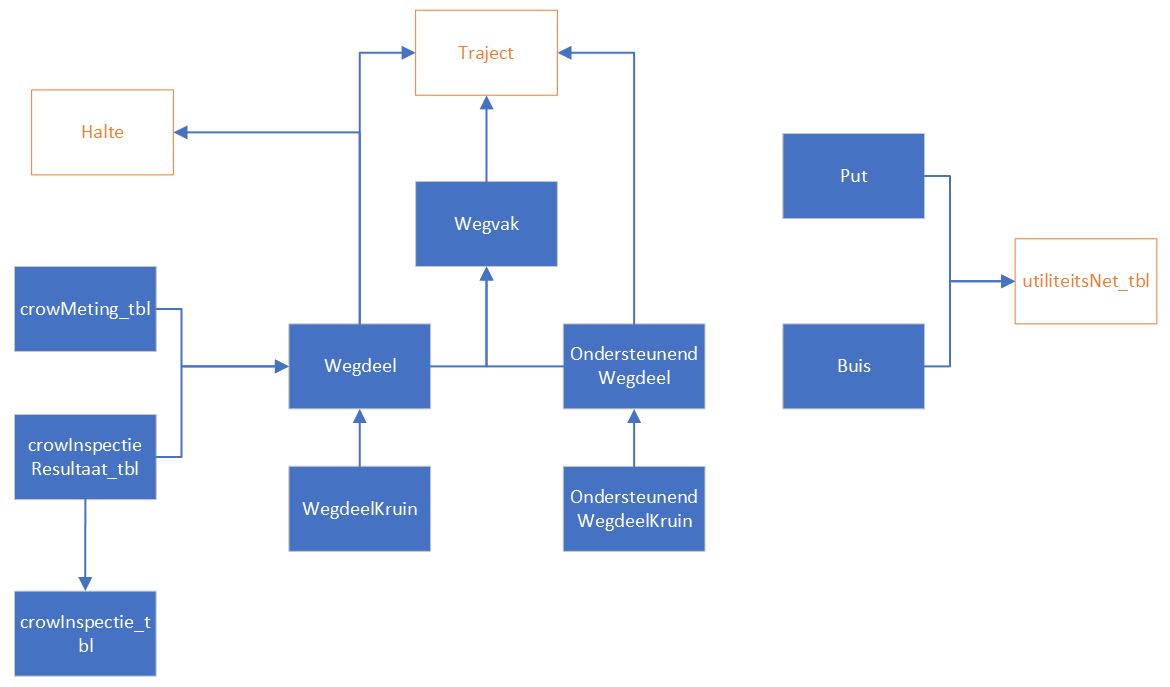 Traject
Halte
Put
Wegvak
utiliteitsNet_tbl
crowMeting_tbl
Wegdeel
Ondersteunend
Wegdeel
Buis
crowInspectie
Resultaat_tbl
WegdeelKruin
Ondersteunend
WegdeelKruin
crowInspectie_t
bl